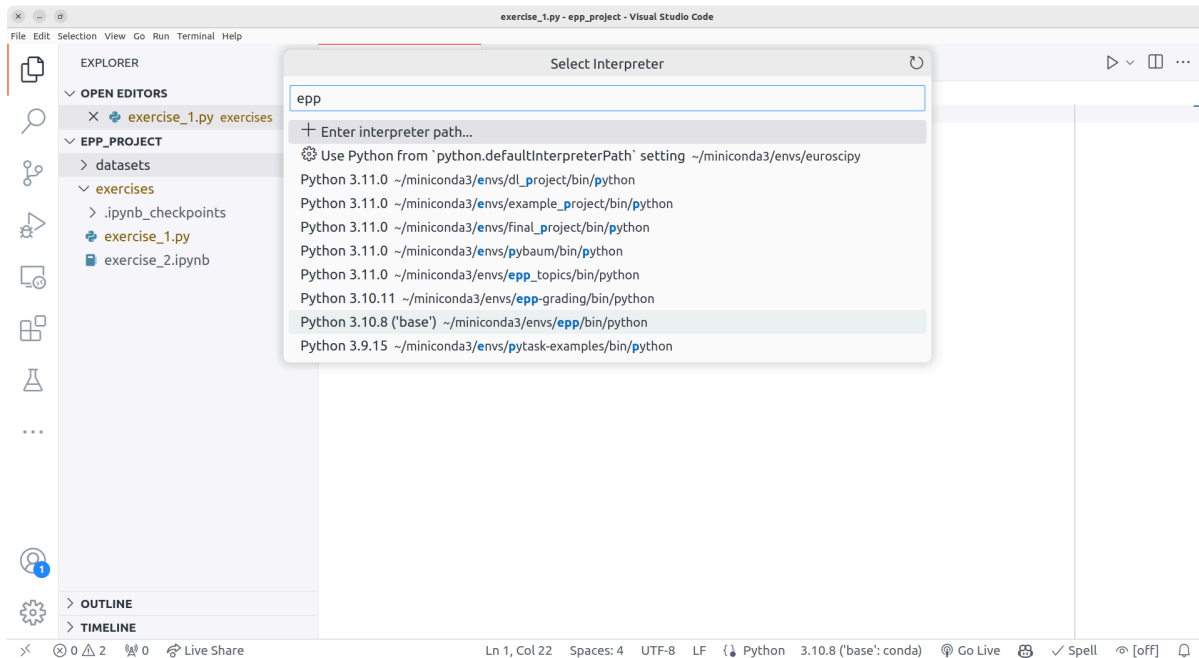 exercise_1.py - epp_project - Visual Studio Code
File Edit Selection View Go Run Terminal Help
EXPLORER
OPEN EDITORS
exercise_1.py exercises
EPP_PROJECT
datasets
exercises
.ipynb_checkpoints
exercise_1.py
exercise_2.ipynb
OUTLINE
TIMELINE
Select Interpreter
epp
Enter interpreter path...
Use Python from `python.defaultInterpreterPath` setting ~/miniconda3/envs/euroscipy
Python 3.11.0 ~/miniconda3/envs/dl_project/bin/python
Python 3.11.0 ~/miniconda3/envs/example_project/bin/python
Python 3.11.0 ~/miniconda3/envs/final_project/bin/python
Python 3.11.0 ~/miniconda3/envs/pybaum/bin/python
Python 3.11.0 ~/miniconda3/envs/epp_topics/bin/python
Python 3.10.11 ~/miniconda3/envs/epp-grading/bin/python
Python 3.10.8 ('base') ~/miniconda3/envs/epp/bin/python
Python 3.9.15 ~/miniconda3/envs/pytask-examples/bin/python
1
0 2 0 Live Share Ln 1, Col 22 Spaces: 4 UTF-8 LF Python 3.10.8 ('base': conda) Go Live Spell [off]